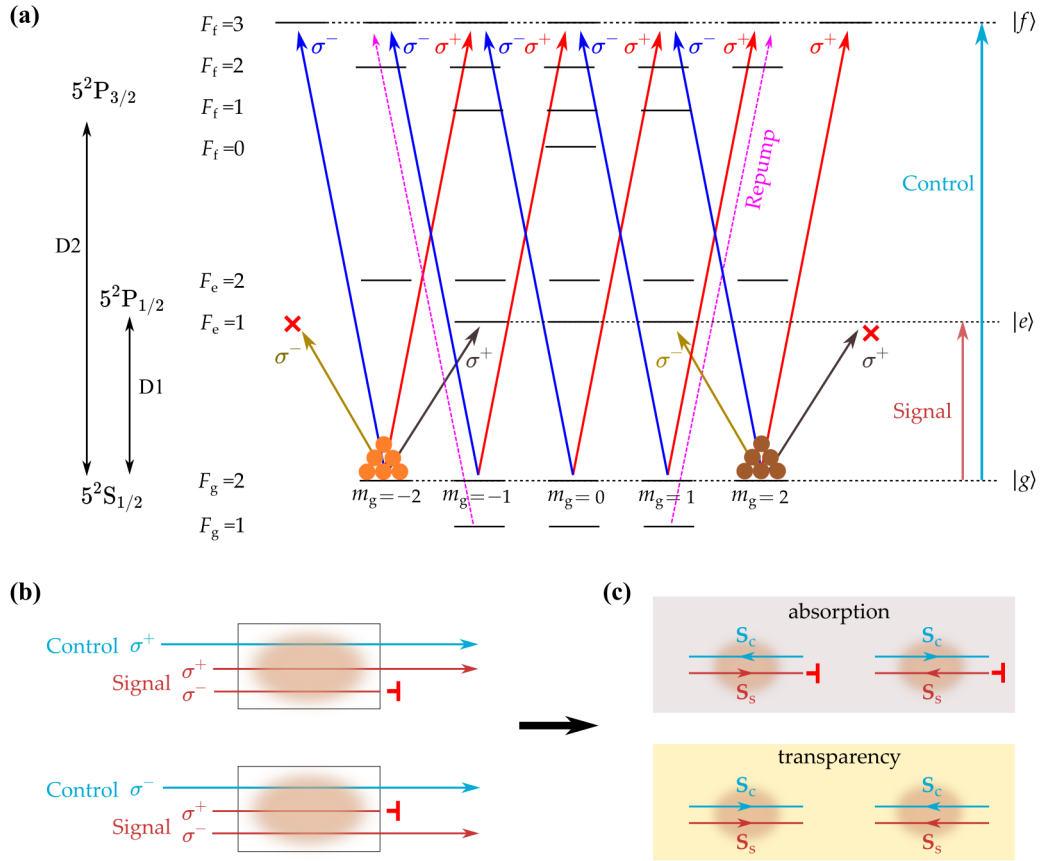 (a)
F_f=3
|f⟩
σ⁻ σ⁻ σ⁺ σ⁻ σ⁺ σ⁻ σ⁺ σ⁻ σ⁺ σ⁺
F_f=2
5²P₃/₂
F_f=1
F_f=0
Repump
Control
D2
F_e=2
5²P₁/₂
F_e=1
|e⟩
σ⁻ σ⁺ σ⁻ σ⁺
D1
Signal
F_g=2
5²S₁/₂
m_g=−2 m_g=−1 m_g=0 m_g=1 m_g=2
|g⟩
F_g=1
(b)
Control σ⁺
Signal σ⁺
σ⁻
Control σ⁻
Signal σ⁺
σ⁻
(c)
absorption
S_c S_c
S_s S_s
transparency
S_c S_c
S_s S_s